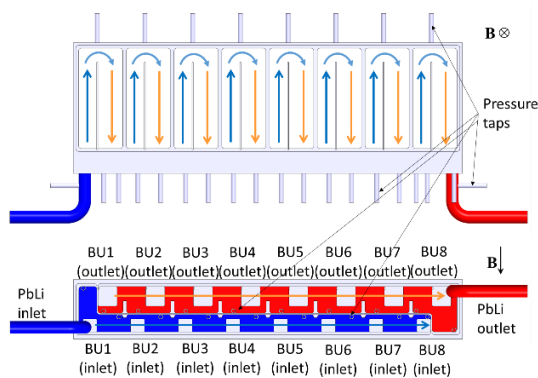 B ⊗
Pressure
taps
BU1 BU2 BU3 BU4 BU5 BU6 BU7 BU8
(outlet) (outlet) (outlet) (outlet) (outlet) (outlet) (outlet) (outlet)
B
PbLi
inlet
PbLi
outlet
BU1 BU2 BU3 BU4 BU5 BU6 BU7 BU8
(inlet) (inlet) (inlet) (inlet) (inlet) (inlet) (inlet) (inlet)